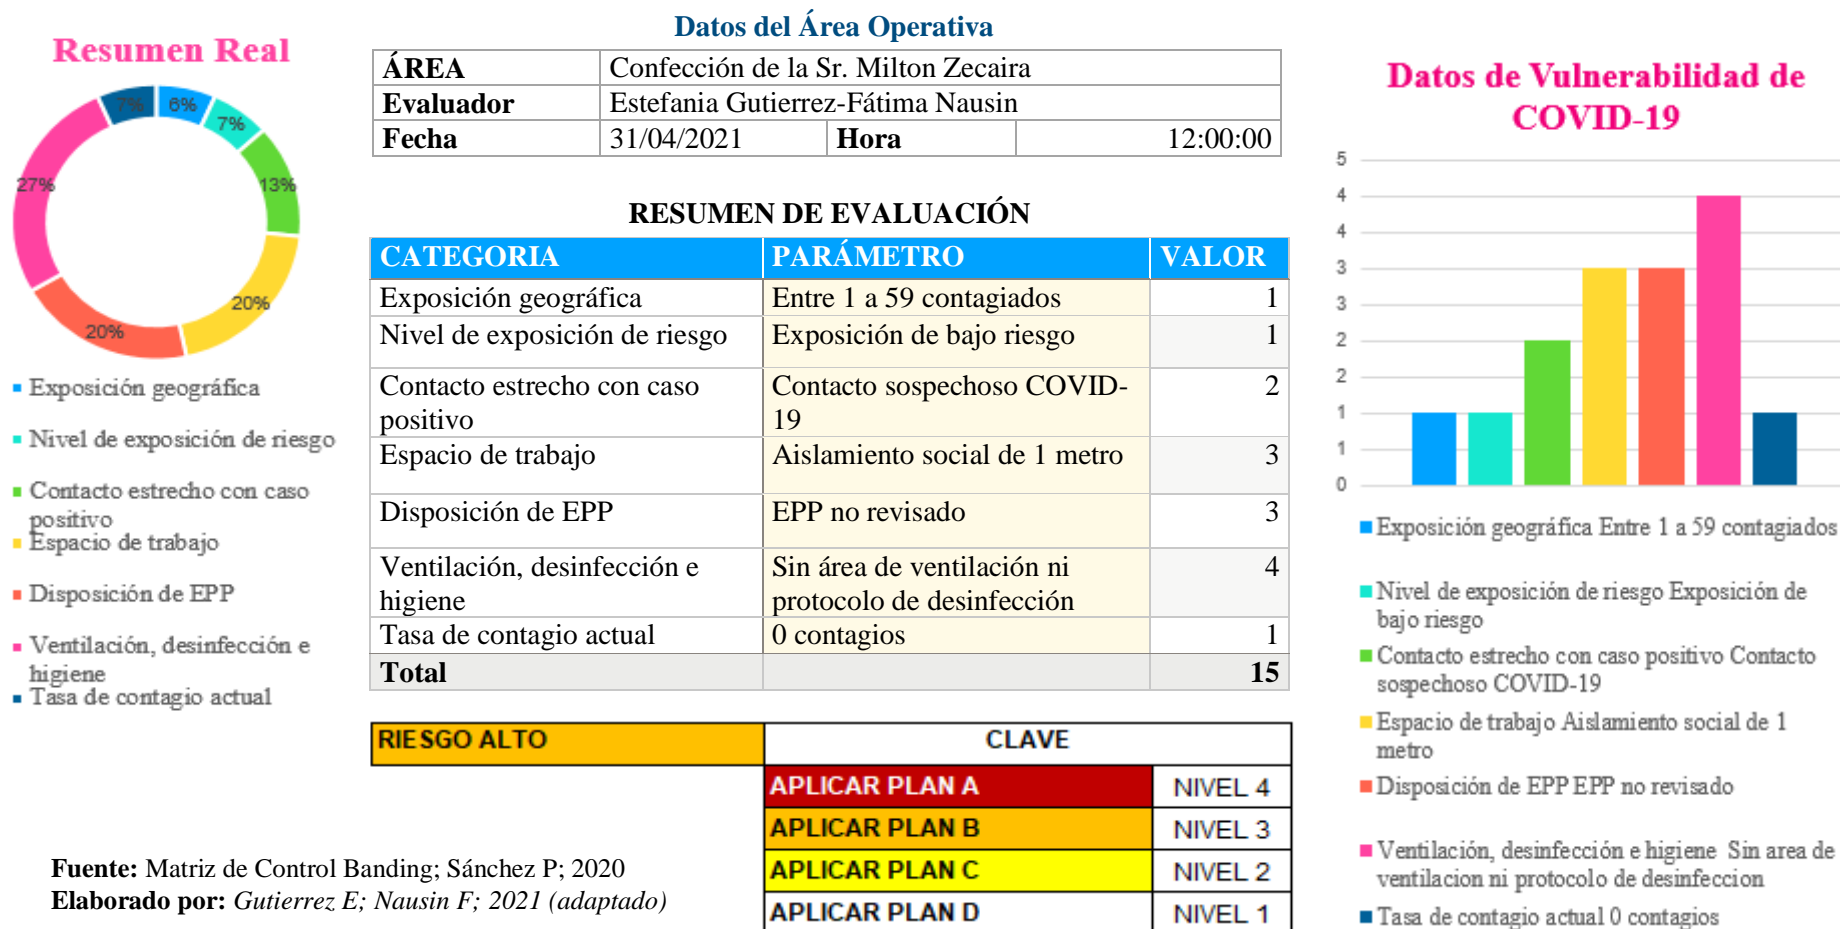 Resumen Real
7%
6%
7%
13%
27%
20%
20%
Exposición geográfica
Nivel de exposición de riesgo
Contacto estrecho con caso
positivo
Espacio de trabajo
Disposición de EPP
Ventilación, desinfección e
higiene
Tasa de contagio actual
Datos del Área Operativa
ÁREA Confección de la Sr. Milton Zecaira
Evaluador Estefania Gutierrez-Fátima Nausin
Fecha 31/04/2021 Hora 12:00:00
RESUMEN DE EVALUACIÓN
CATEGORIA PARÁMETRO VALOR
Exposición geográfica Entre 1 a 59 contagiados 1
Nivel de exposición de riesgo Exposición de bajo riesgo 1
Contacto estrecho con caso Contacto sospechoso COVID- 2
positivo 19
Espacio de trabajo Aislamiento social de 1 metro 3
Disposición de EPP EPP no revisado 3
Ventilación, desinfección e Sin área de ventilación ni 4
higiene protocolo de desinfección
Tasa de contagio actual 0 contagios 1
Total 15
RIESGO ALTO CLAVE
APLICAR PLAN A NIVEL 4
APLICAR PLAN B NIVEL 3
APLICAR PLAN C NIVEL 2
APLICAR PLAN D NIVEL 1
Fuente: Matriz de Control Banding; Sánchez P; 2020
Elaborado por: Gutierrez E; Nausin F; 2021 (adaptado)
Datos de Vulnerabilidad de
COVID-19
5
4
4
3
3
2
2
1
1
0
Exposición geográfica Entre 1 a 59 contagiados
Nivel de exposición de riesgo Exposición de
bajo riesgo
Contacto estrecho con caso positivo Contacto
sospechoso COVID-19
Espacio de trabajo Aislamiento social de 1
metro
Disposición de EPP EPP no revisado
Ventilación, desinfección e higiene Sin area de
ventilacion ni protocolo de desinfeccion
Tasa de contagio actual 0 contagios